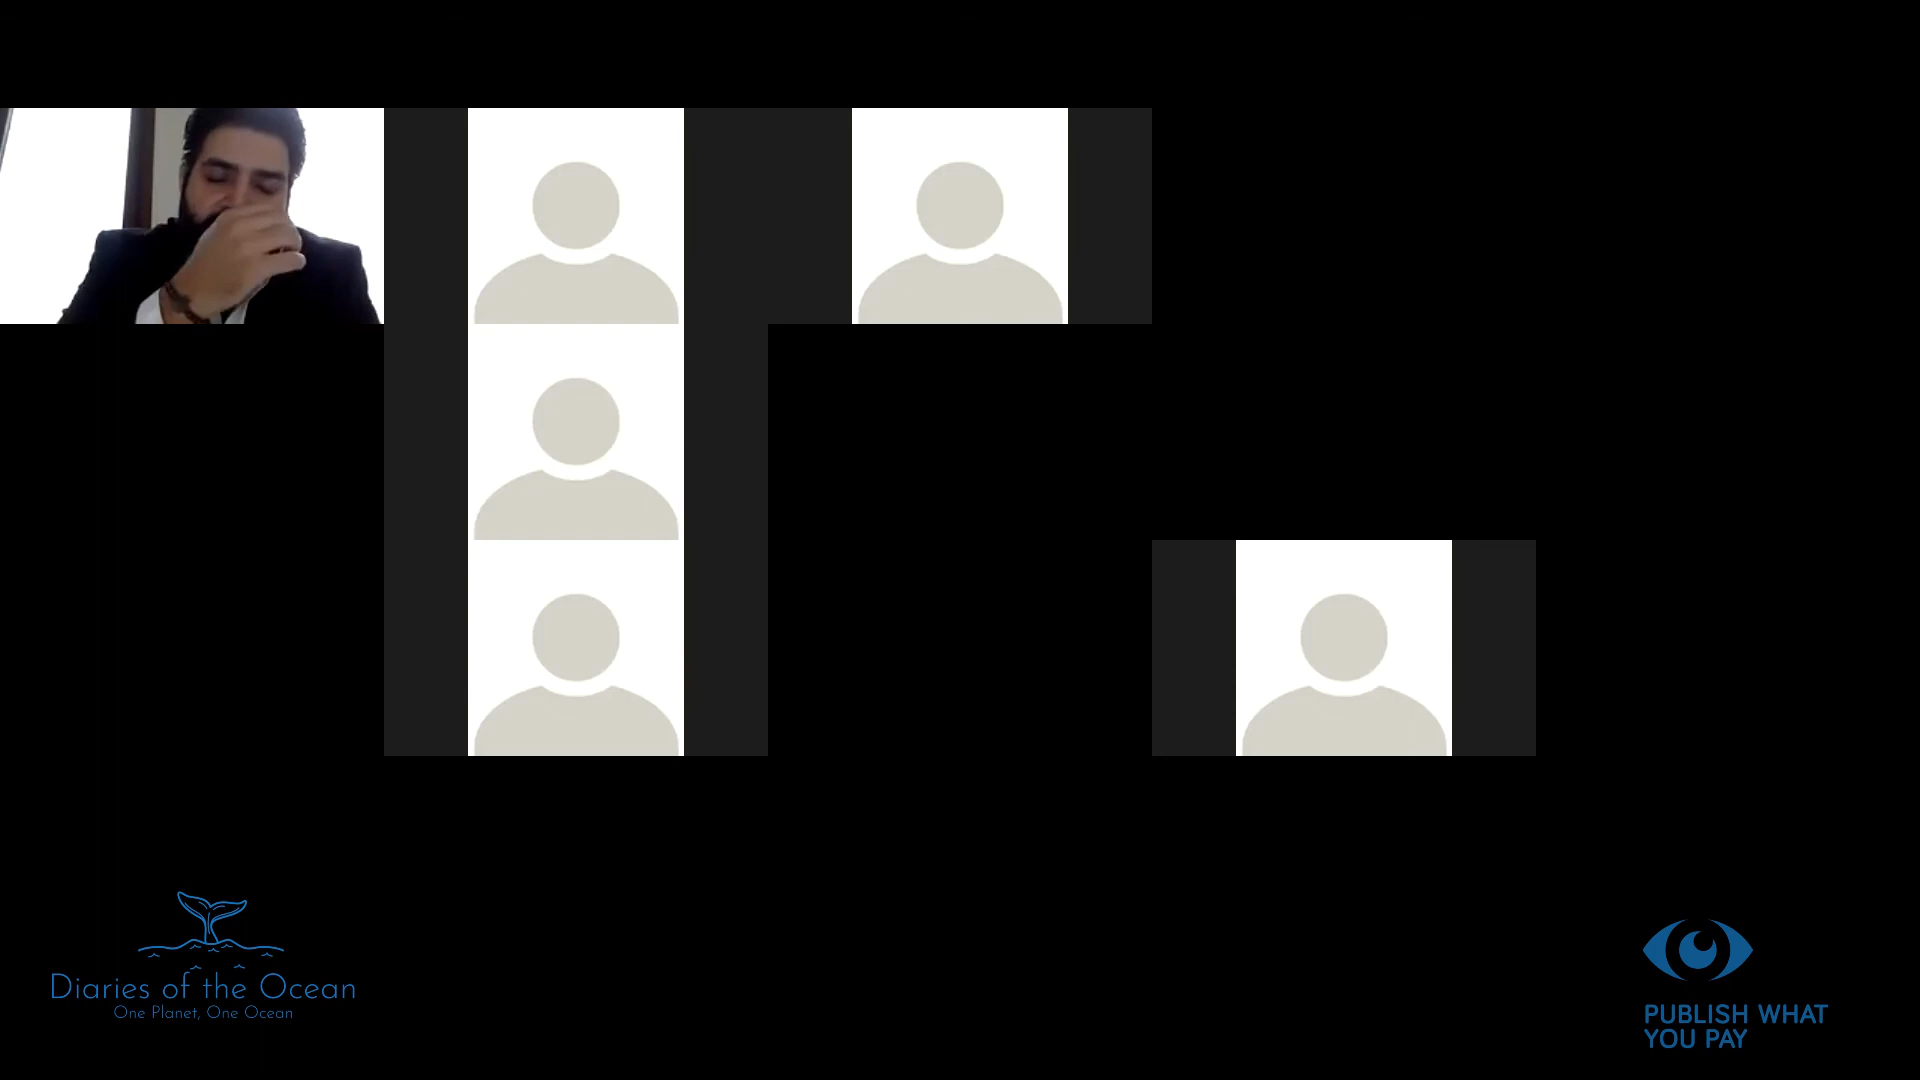 Diaries of the Ocean
One Planet, One Ocean
PUBLISH WHAT
YOU PAY